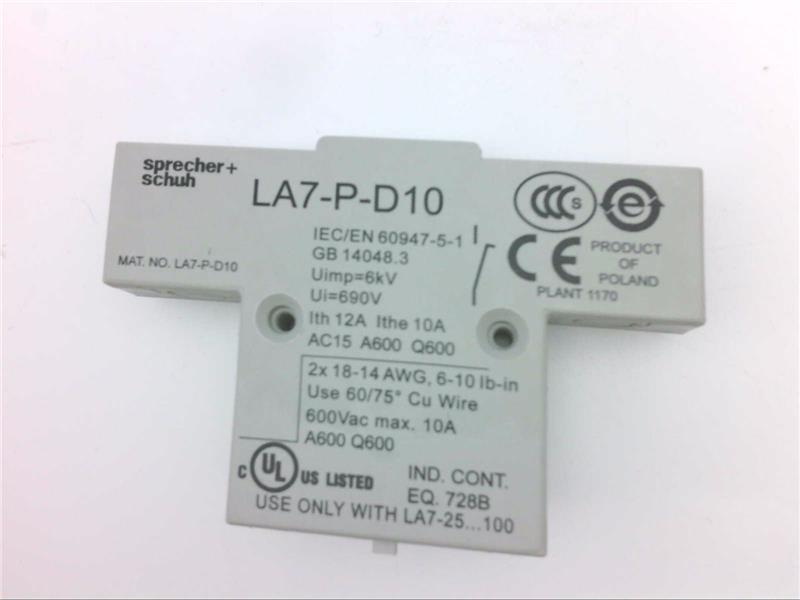 sprecher+
schuh
LA7-P-D10
MAT. NO. LA7-P-D10
IEC/EN 60947-5-1
GB 14048.3
Uimp=6kV
Ui=690V
Ith 12A Ithe 10A
AC15 A600 Q600
CCC S
e
CE
PRODUCT
OF
POLAND
PLANT 1170
2x 18-14 AWG, 6-10 lb-in
Use 60/75° Cu Wire
600Vac max. 10A
A600 Q600
C UL US LISTED
IND. CONT.
EQ. 728B
USE ONLY WITH LA7-25...100